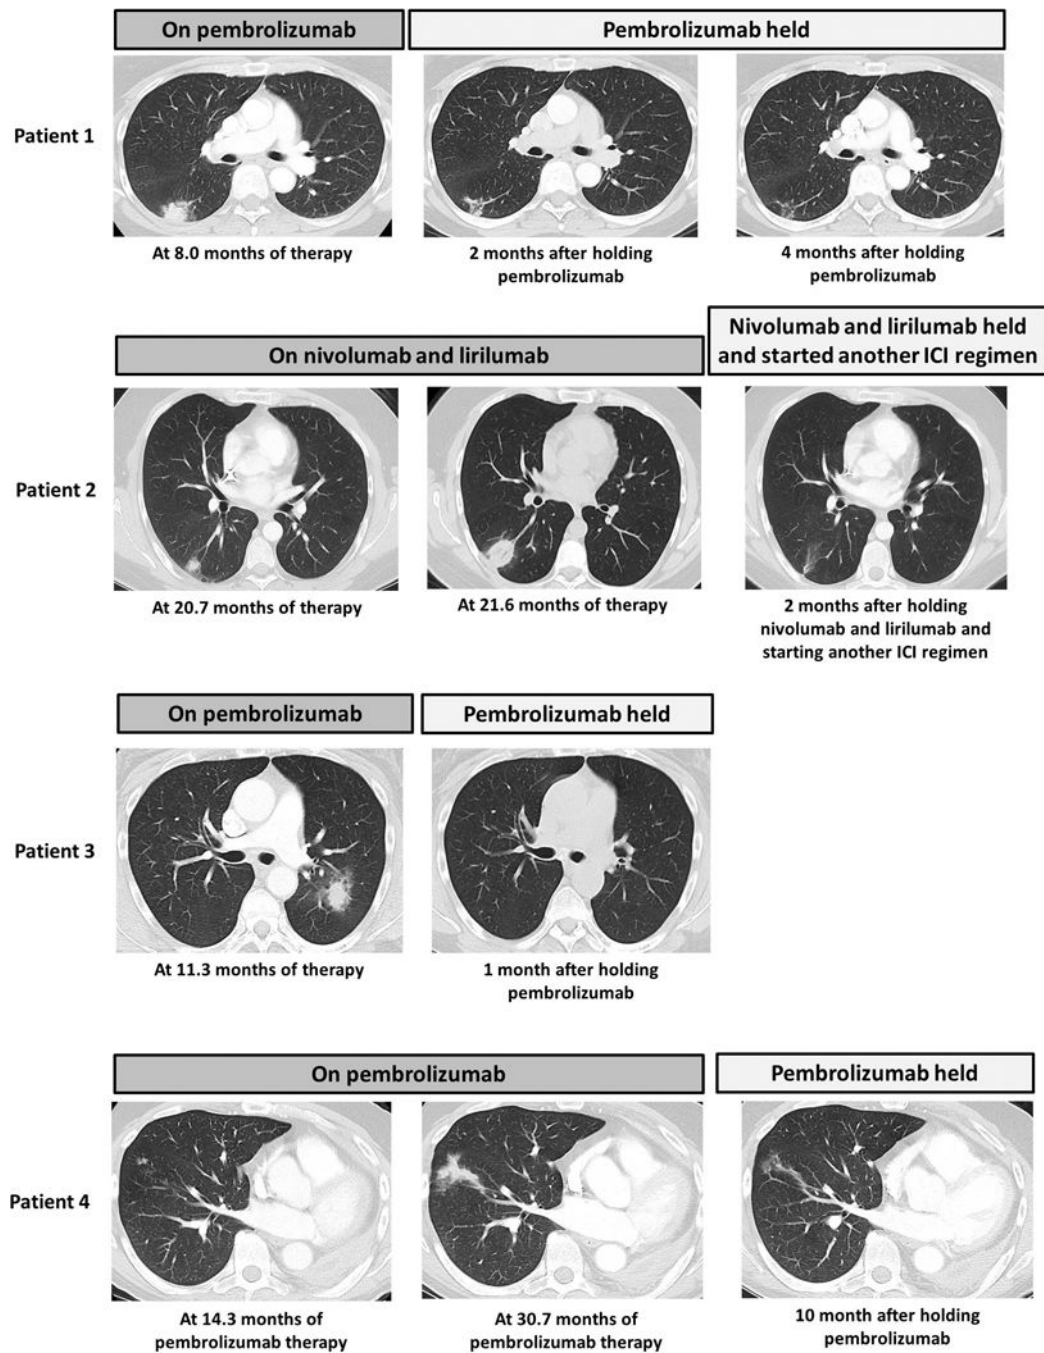 On pembrolizumab
Pembrolizumab held
Patient 1
At 8.0 months of therapy
2 months after holding
pembrolizumab
4 months after holding
pembrolizumab
On nivolumab and lirilumab
Nivolumab and lirilumab held
and started another ICI regimen
Patient 2
At 20.7 months of therapy
At 21.6 months of therapy
2 months after holding
nivolumab and lirilumab and
starting another ICI regimen
On pembrolizumab
Pembrolizumab held
Patient 3
At 11.3 months of therapy
1 month after holding
pembrolizumab
On pembrolizumab
Pembrolizumab held
Patient 4
At 14.3 months of
pembrolizumab therapy
At 30.7 months of
pembrolizumab therapy
10 month after holding
pembrolizumab